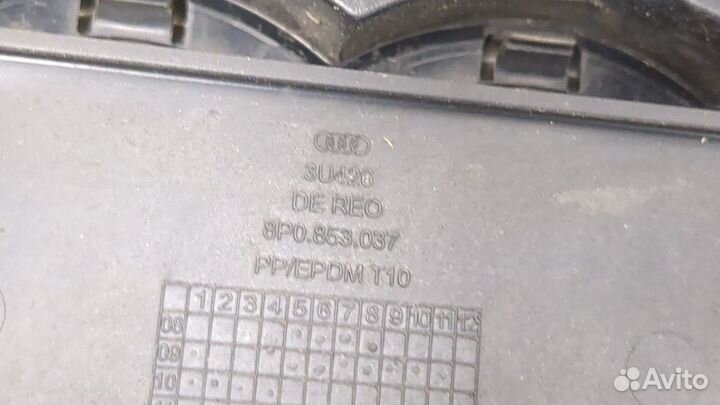 3U426
DE REO
8P0.853.037
PP/EPDM T10
1 2 3 4 5 6 7 8 9 10 11 12
08
09
10
Avito